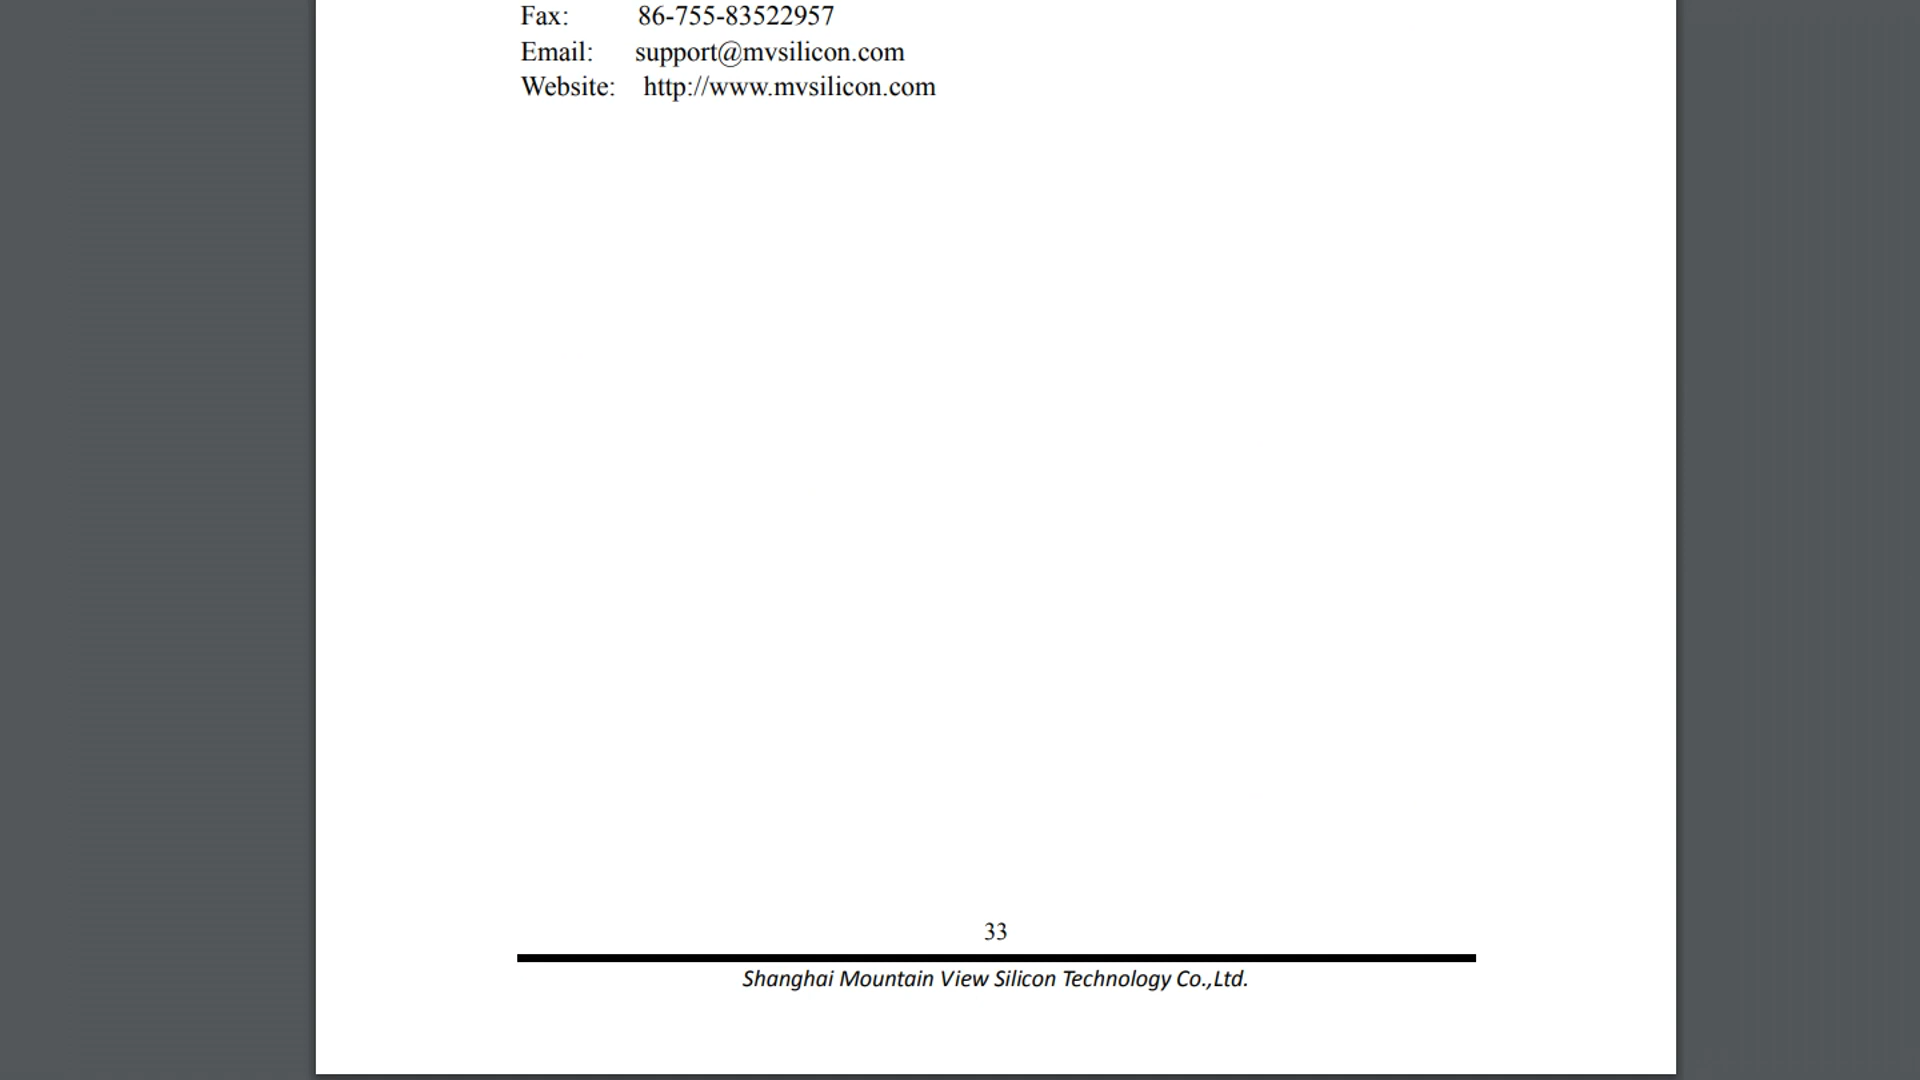 Fax: 86-755-83522957
Email: support@mvsilicon.com
Website: http://www.mvsilicon.com
33
Shanghai Mountain View Silicon Technology Co.,Ltd.